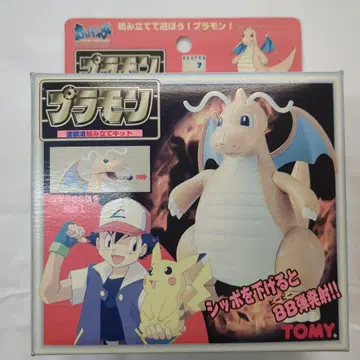 組み立てて遊ぼう!プラモン!
プラモン
プラモン
塗装済組み立てキット
シッポを下げると
BB弾発射!!
TOMY